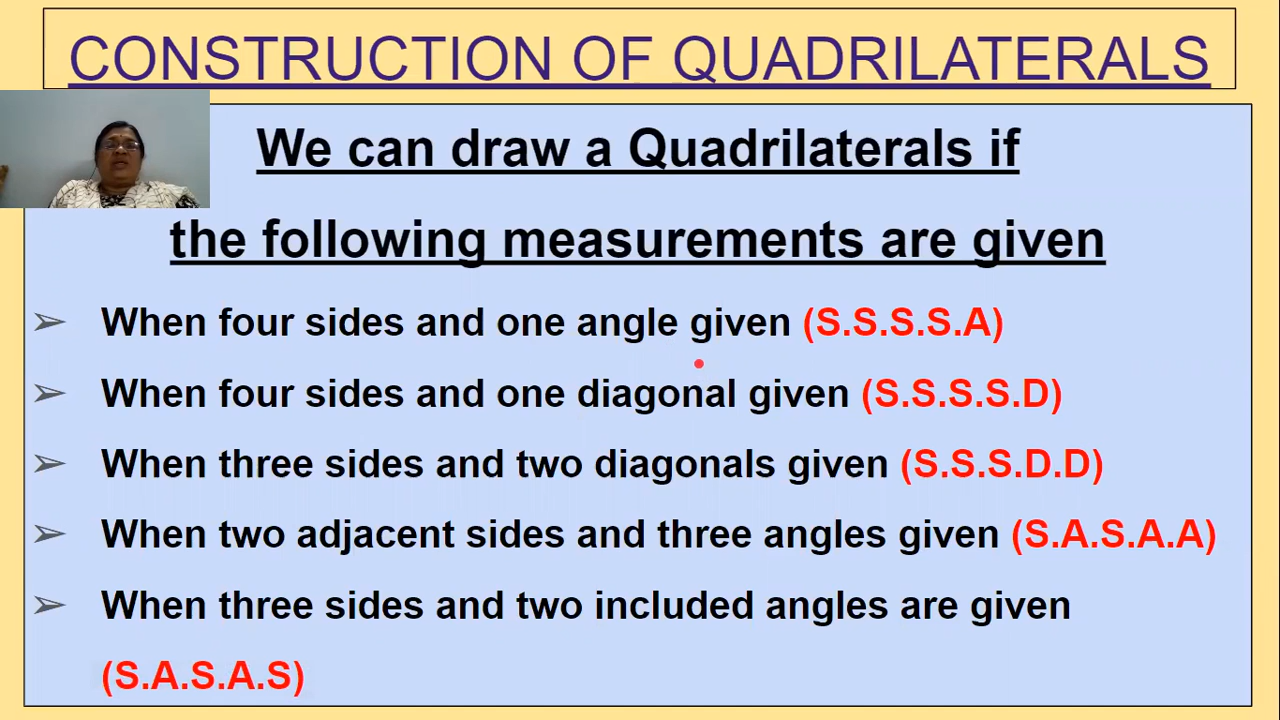 CONSTRUCTION OF QUADRILATERALS
We can draw a Quadrilaterals if
the following measurements are given
➢ When four sides and one angle given (S.S.S.S.A)
➢ When four sides and one diagonal given (S.S.S.S.D)
➢ When three sides and two diagonals given (S.S.S.D.D)
➢ When two adjacent sides and three angles given (S.A.S.A.A)
➢ When three sides and two included angles are given
(S.A.S.A.S)